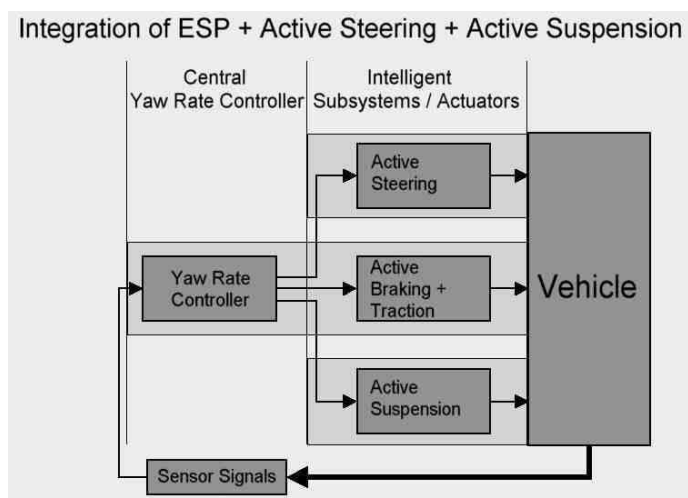 Integration of ESP + Active Steering + Active Suspension
Central
Yaw Rate Controller
Intelligent
Subsystems / Actuators
Active
Steering
Yaw Rate
Controller
Active
Braking +
Traction
Vehicle
Active
Suspension
Sensor Signals